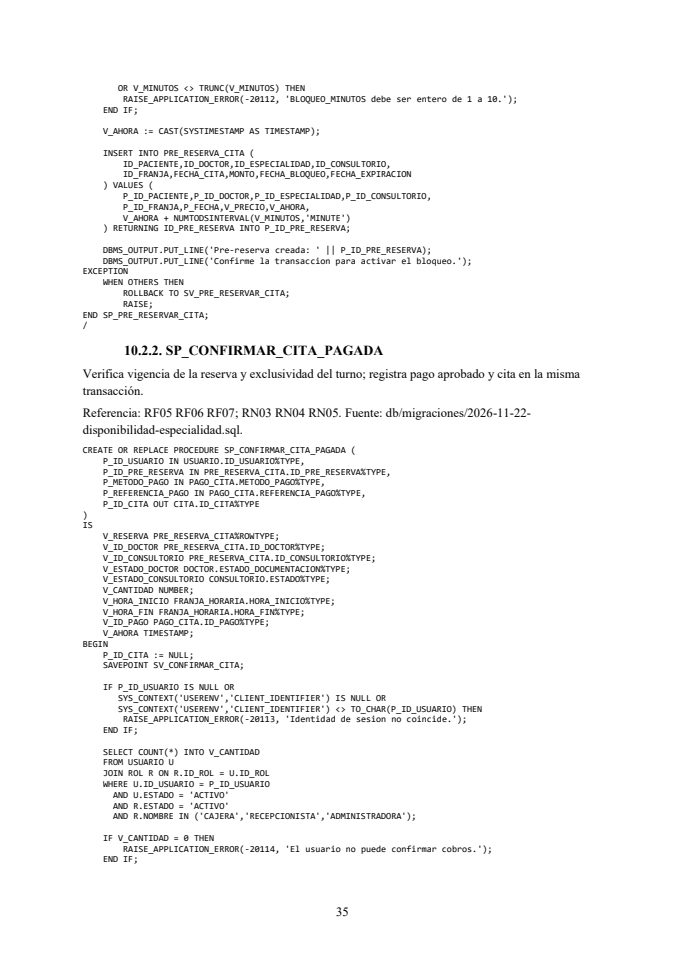 OR V_MINUTOS <> TRUNC(V_MINUTOS) THEN
RAISE_APPLICATION_ERROR(-20112, 'BLOQUEO_MINUTOS debe ser entero de 1 a 10.');
END IF;
V_AHORA := CAST(SYSTIMESTAMP AS TIMESTAMP);
INSERT INTO PRE_RESERVA_CITA (
ID_PACIENTE,ID_DOCTOR,ID_ESPECIALIDAD,ID_CONSULTORIO,
ID_FRANJA,FECHA_CITA,MONTO,FECHA_BLOQUEO,FECHA_EXPIRACION
) VALUES (
P_ID_PACIENTE,P_ID_DOCTOR,P_ID_ESPECIALIDAD,P_ID_CONSULTORIO,
P_ID_FRANJA,P_FECHA,V_PRECIO,V_AHORA,
V_AHORA + NUMTODSINTERVAL(V_MINUTOS,'MINUTE')
) RETURNING ID_PRE_RESERVA INTO P_ID_PRE_RESERVA;
DBMS_OUTPUT.PUT_LINE('Pre-reserva creada: ' || P_ID_PRE_RESERVA);
DBMS_OUTPUT.PUT_LINE('Confirme la transaccion para activar el bloqueo.');
EXCEPTION
WHEN OTHERS THEN
ROLLBACK TO SV_PRE_RESERVAR_CITA;
RAISE;
END SP_PRE_RESERVAR_CITA;
/
10.2.2. SP_CONFIRMAR_CITA_PAGADA
Verifica vigencia de la reserva y exclusividad del turno; registra pago aprobado y cita en la misma
transacción.
Referencia: RF05 RF06 RF07; RN03 RN04 RN05. Fuente: db/migraciones/2026-11-22-
disponibilidad-especialidad.sql.
CREATE OR REPLACE PROCEDURE SP_CONFIRMAR_CITA_PAGADA (
P_ID_USUARIO IN USUARIO.ID_USUARIO%TYPE,
P_ID_PRE_RESERVA IN PRE_RESERVA_CITA.ID_PRE_RESERVA%TYPE,
P_METODO_PAGO IN PAGO_CITA.METODO_PAGO%TYPE,
P_REFERENCIA_PAGO IN PAGO_CITA.REFERENCIA_PAGO%TYPE,
P_ID_CITA OUT CITA.ID_CITA%TYPE
)
IS
V_RESERVA PRE_RESERVA_CITA%ROWTYPE;
V_ID_DOCTOR PRE_RESERVA_CITA.ID_DOCTOR%TYPE;
V_ID_CONSULTORIO PRE_RESERVA_CITA.ID_CONSULTORIO%TYPE;
V_ESTADO_DOCTOR DOCTOR.ESTADO_DOCUMENTACION%TYPE;
V_ESTADO_CONSULTORIO CONSULTORIO.ESTADO%TYPE;
V_CANTIDAD NUMBER;
V_HORA_INICIO FRANJA_HORARIA.HORA_INICIO%TYPE;
V_HORA_FIN FRANJA_HORARIA.HORA_FIN%TYPE;
V_ID_PAGO PAGO_CITA.ID_PAGO%TYPE;
V_AHORA TIMESTAMP;
BEGIN
P_ID_CITA := NULL;
SAVEPOINT SV_CONFIRMAR_CITA;
IF P_ID_USUARIO IS NULL OR
SYS_CONTEXT('USERENV','CLIENT_IDENTIFIER') IS NULL OR
SYS_CONTEXT('USERENV','CLIENT_IDENTIFIER') <> TO_CHAR(P_ID_USUARIO) THEN
RAISE_APPLICATION_ERROR(-20113, 'Identidad de sesion no coincide.');
END IF;
SELECT COUNT(*) INTO V_CANTIDAD
FROM USUARIO U
JOIN ROL R ON R.ID_ROL = U.ID_ROL
WHERE U.ID_USUARIO = P_ID_USUARIO
AND U.ESTADO = 'ACTIVO'
AND R.ESTADO = 'ACTIVO'
AND R.NOMBRE IN ('CAJERA','RECEPCIONISTA','ADMINISTRADORA');
IF V_CANTIDAD = 0 THEN
RAISE_APPLICATION_ERROR(-20114, 'El usuario no puede confirmar cobros.');
END IF;
35